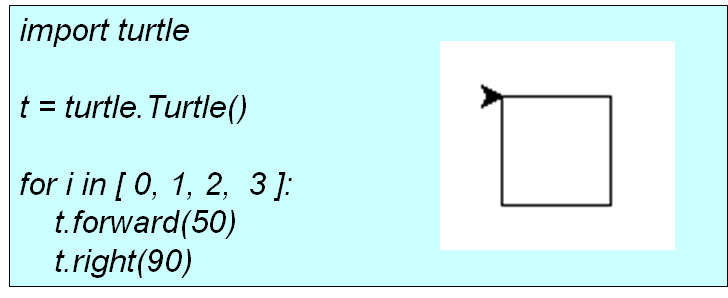 import turtle
t = turtle.Turtle()
for i in [ 0, 1, 2,  3 ]:
    t.forward(50)
    t.right(90)